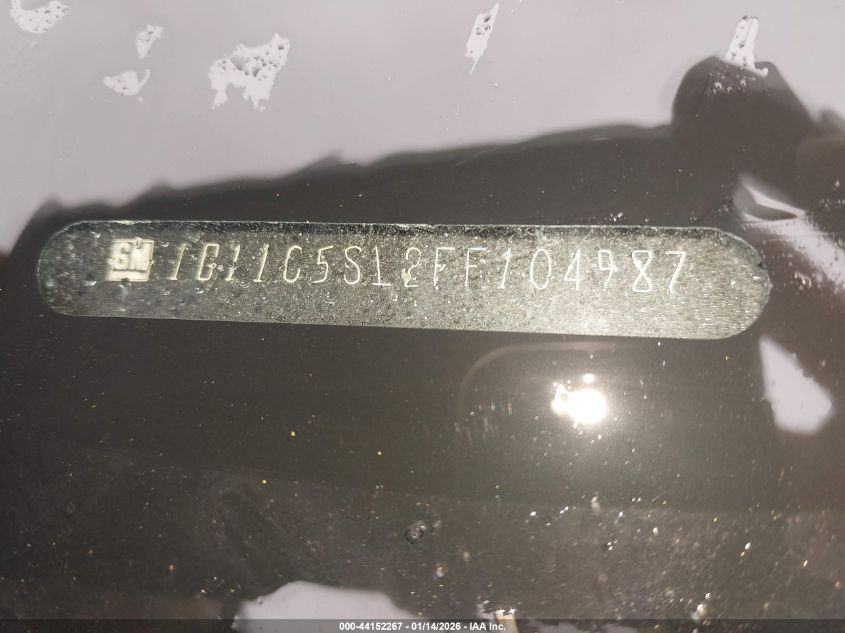 GM 1G11C5SL2FF104987
000-44152267 - 01/14/2026 - IAA Inc.